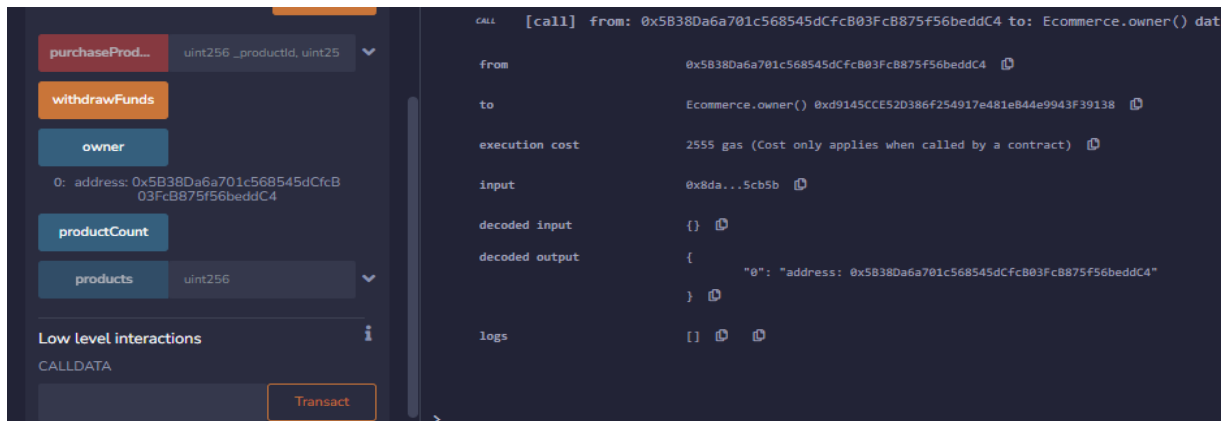 purchaseProd... uint256 _productId, uint25
withdrawFunds
owner
0: address: 0x5B38Da6a701c568545dCfcB
03FcB875f56beddC4
productCount
products uint256
Low level interactions
CALLDATA
Transact
CALL [call] from: 0x5B38Da6a701c568545dCfcB03FcB875f56beddC4 to: Ecommerce.owner() dat
from 0x5B38Da6a701c568545dCfcB03FcB875f56beddC4
to Ecommerce.owner() 0xd9145CCE52D386f254917e481eB44e9943F39138
execution cost 2555 gas (Cost only applies when called by a contract)
input 0x8da...5cb5b
decoded input {}
decoded output {
"0": "address: 0x5B38Da6a701c568545dCfcB03FcB875f56beddC4"
}
logs []
>